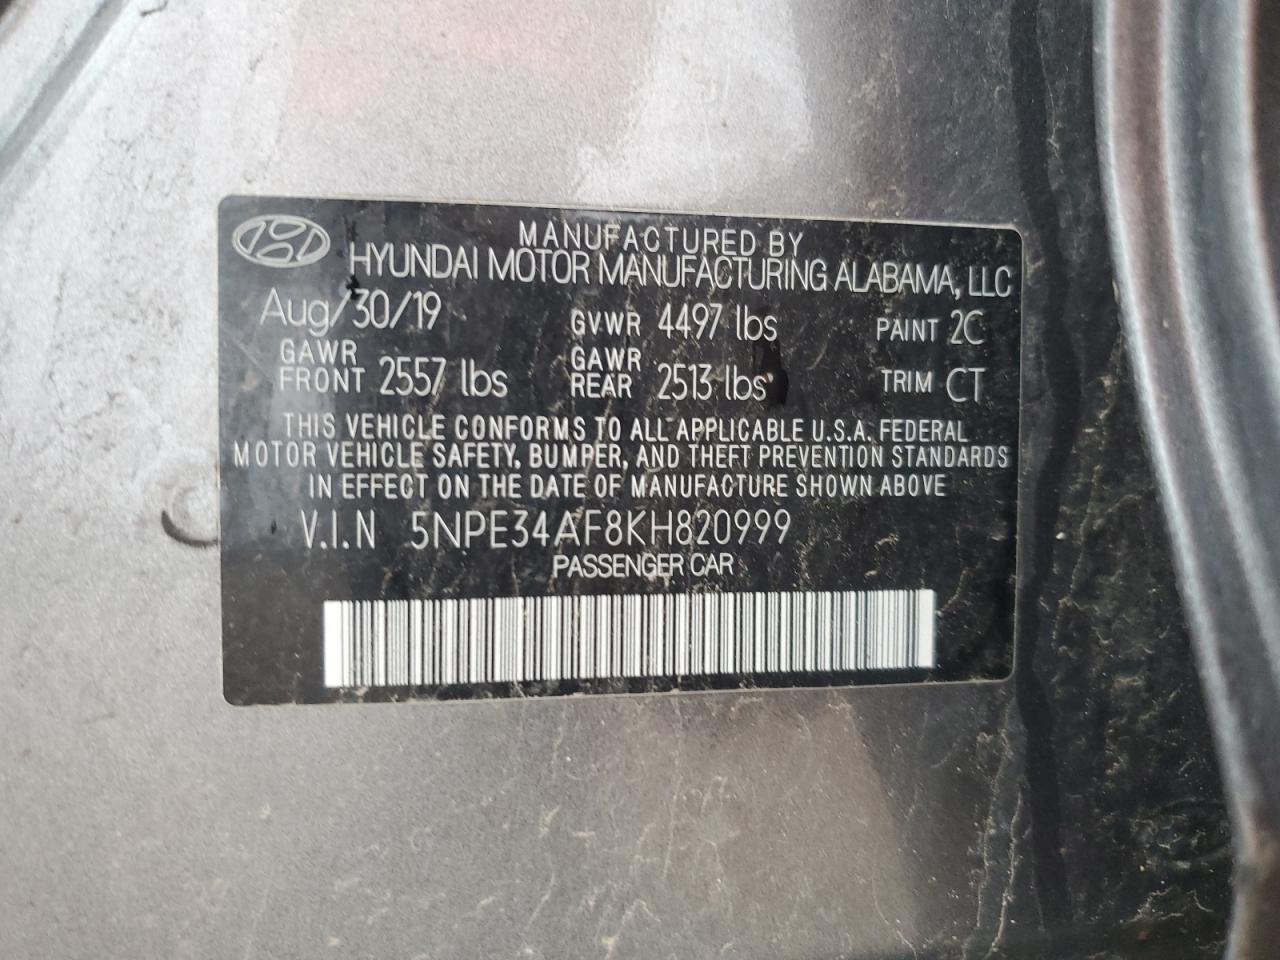 MANUFACTURED BY
HYUNDAI MOTOR MANUFACTURING ALABAMA, LLC
Aug/30/19 GVWR 4497 lbs PAINT 2C
GAWR FRONT 2557 lbs GAWR REAR 2513 lbs TRIM CT
THIS VEHICLE CONFORMS TO ALL APPLICABLE U.S.A. FEDERAL
MOTOR VEHICLE SAFETY, BUMPER, AND THEFT PREVENTION STANDARDS
IN EFFECT ON THE DATE OF MANUFACTURE SHOWN ABOVE
V.I.N 5NPE34AF8KH820999
PASSENGER CAR